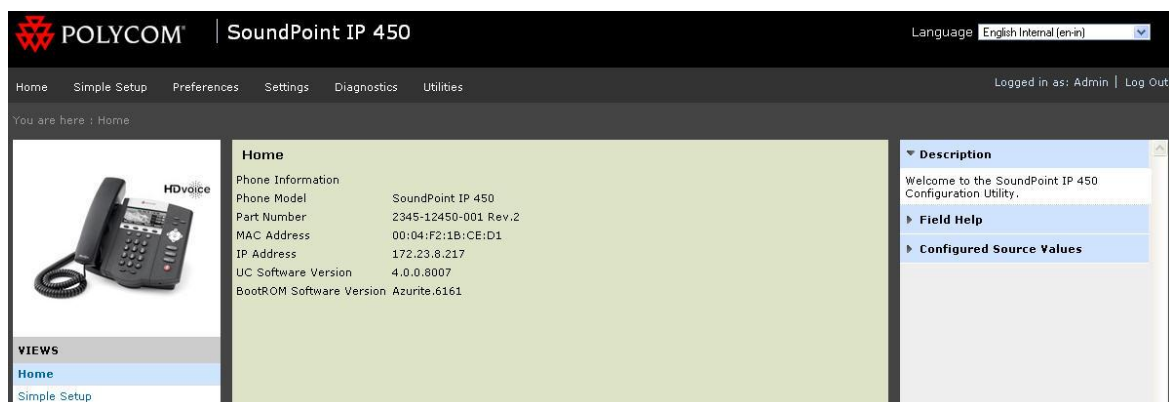 POLYCOM® SoundPoint IP 450
Language English Internal (en-in)
Home Simple Setup Preferences Settings Diagnostics Utilities
Logged in as: Admin | Log Out
You are here : Home
HDvoice
VIEWS
Home
Simple Setup
Home
Phone Information
Phone Model SoundPoint IP 450
Part Number 2345-12450-001 Rev.2
MAC Address 00:04:F2:1B:CE:D1
IP Address 172.23.8.217
UC Software Version 4.0.0.8007
BootROM Software Version Azurite.6161
Description
Welcome to the SoundPoint IP 450
Configuration Utility.
Field Help
Configured Source Values